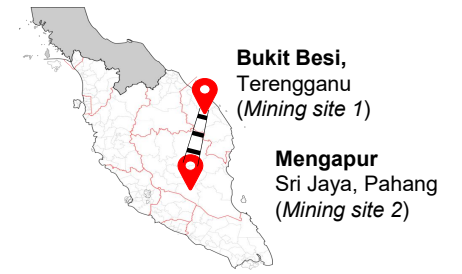 Bukit Besi,
Terengganu
(Mining site 1)
Mengapur
Sri Jaya, Pahang
(Mining site 2)